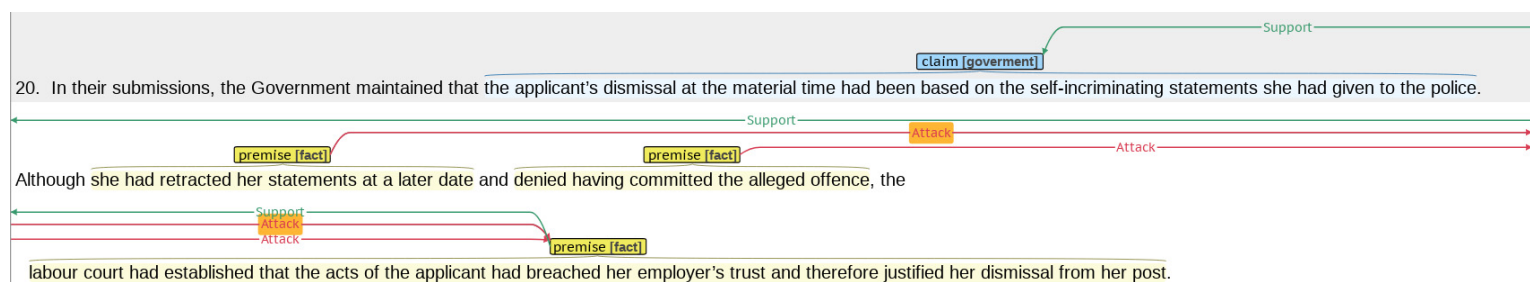 Support
claim [goverment]
20. In their submissions, the Government maintained that the applicant's dismissal at the material time had been based on the self-incriminating statements she had given to the police.
Support
Attack
premise [fact] premise [fact] Attack
Although she had retracted her statements at a later date and denied having committed the alleged offence, the
Support
Attack
Attack
premise [fact]
labour court had established that the acts of the applicant had breached her employer's trust and therefore justified her dismissal from her post.